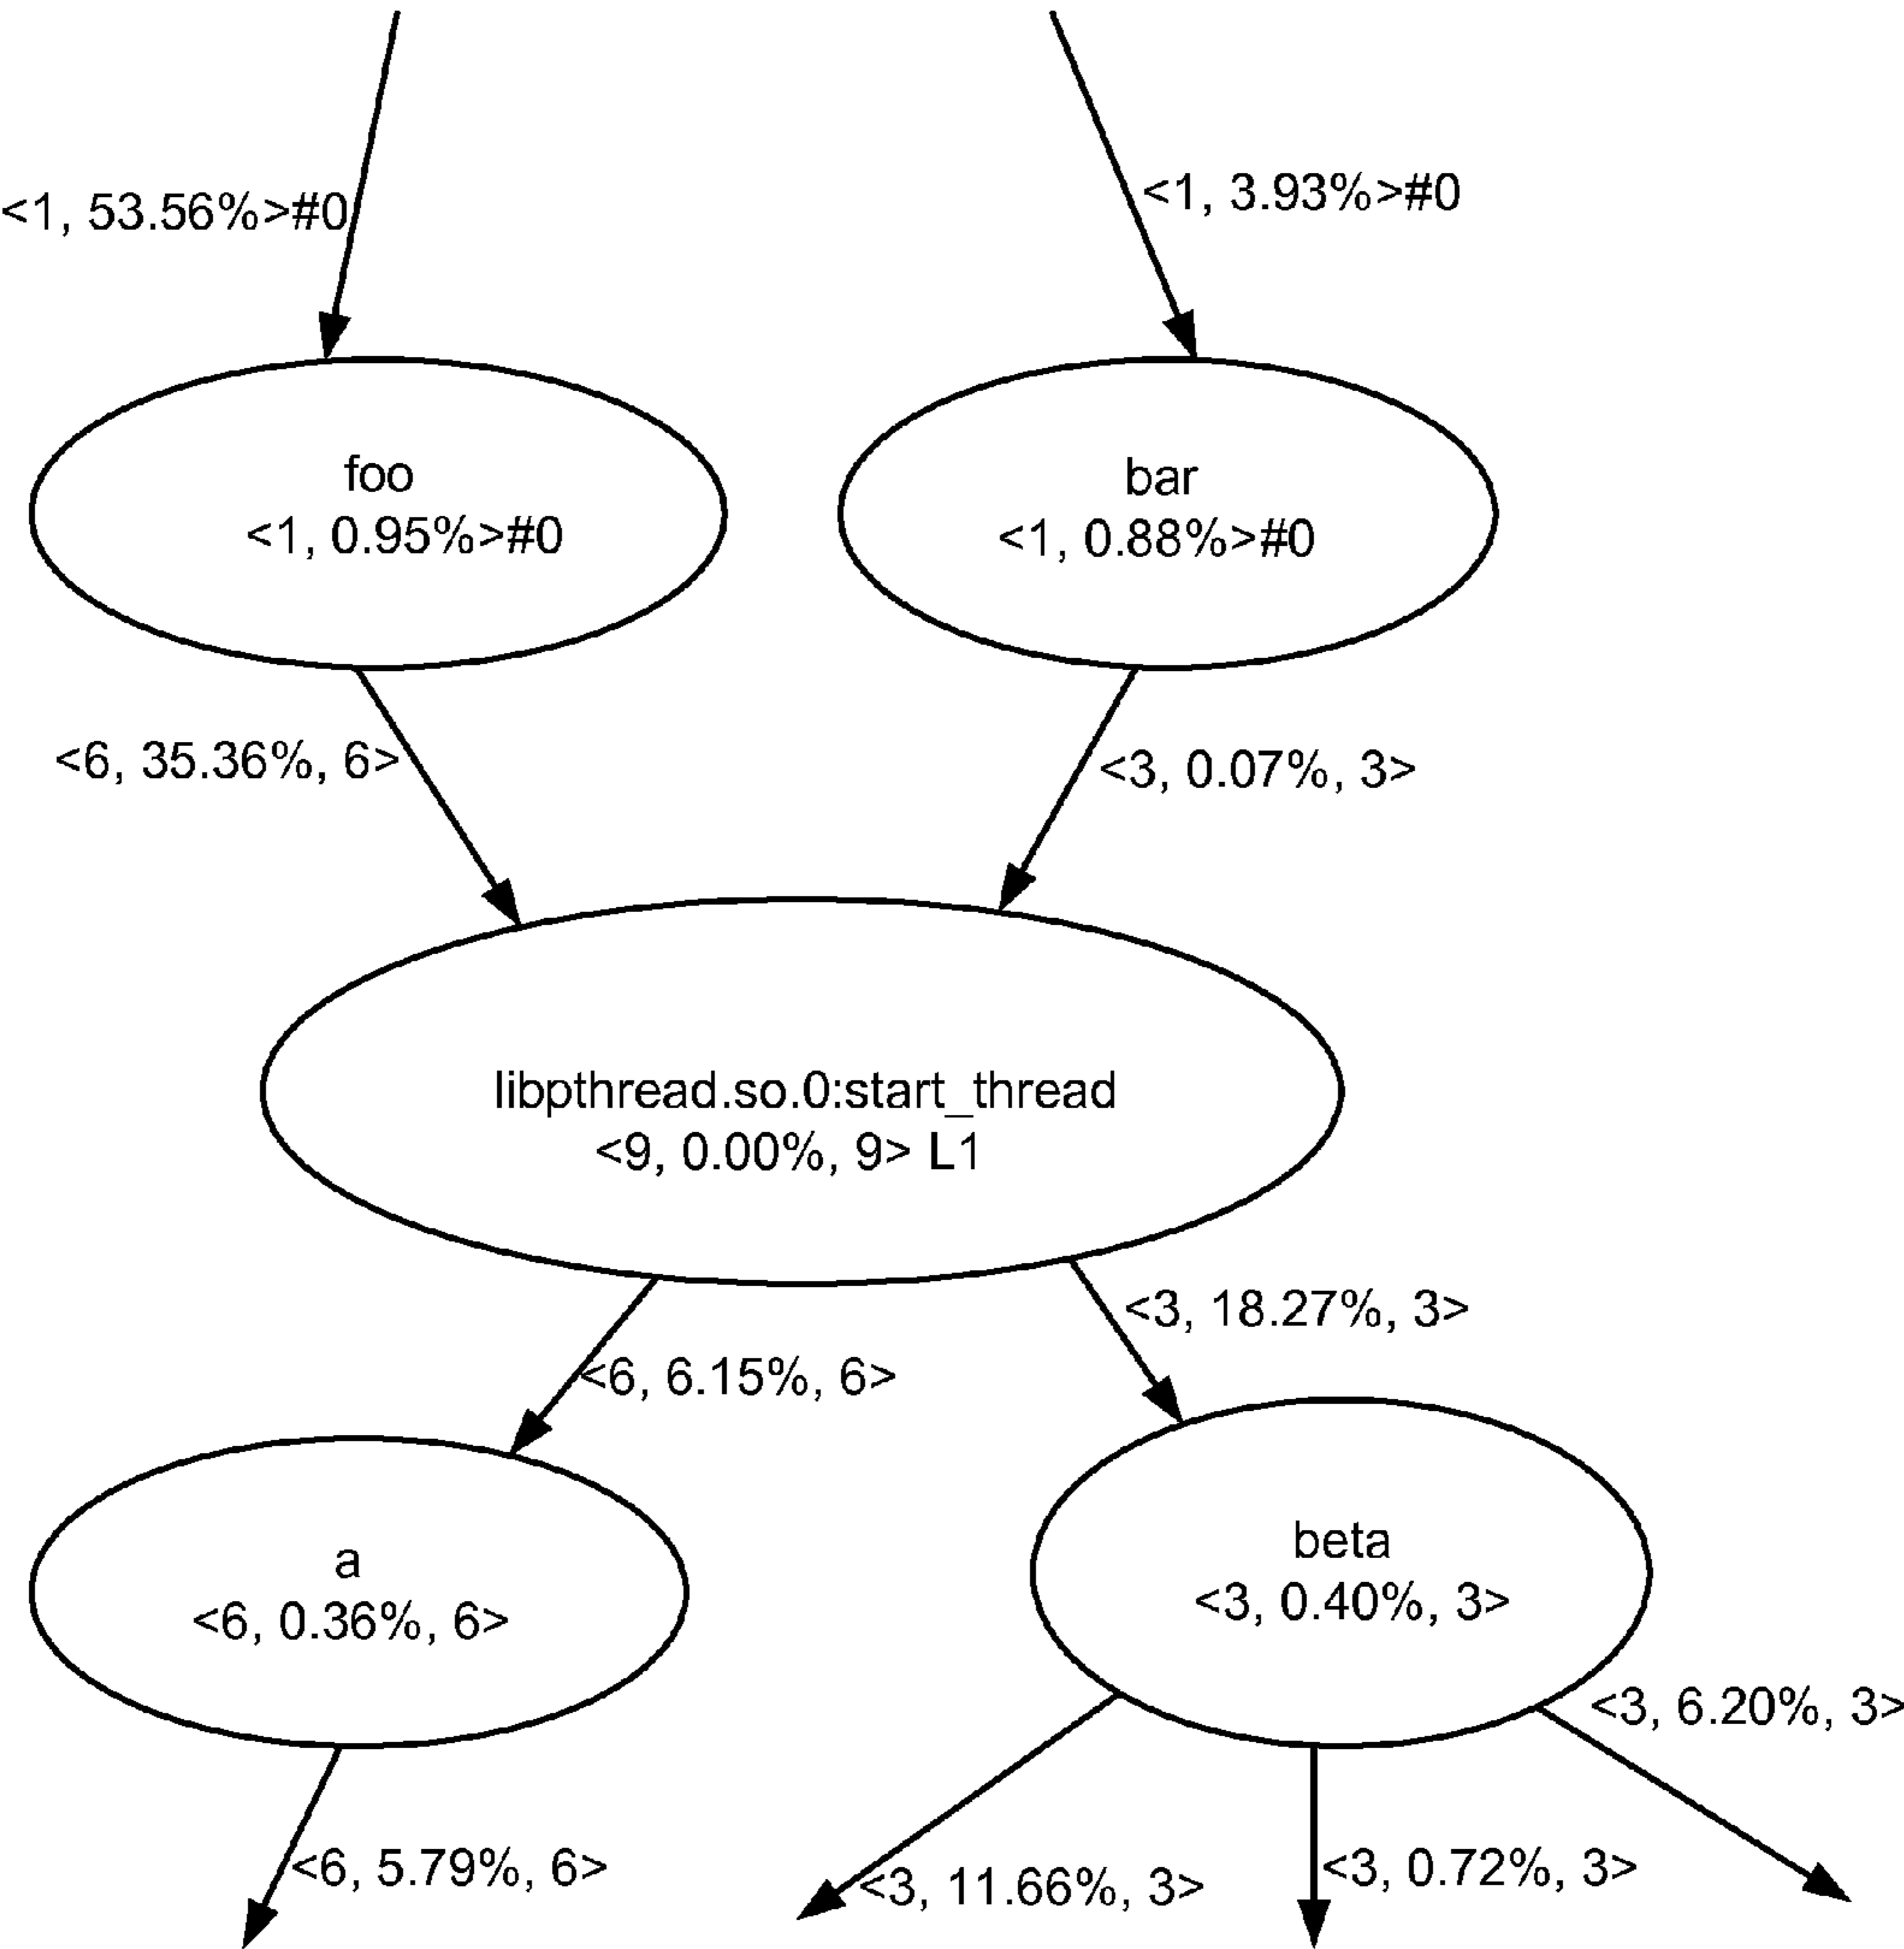 <1, 53.56%>#0
<1, 3.93%>#0
foo
<1, 0.95%>#0
bar
<1, 0.88%>#0
<6, 35.36%, 6>
<3, 0.07%, 3>
libpthread.so.0:start_thread
<9, 0.00%, 9> L1
<3, 18.27%, 3>
<6, 6.15%, 6>
a
<6, 0.36%, 6>
beta
<3, 0.40%, 3>
<3, 6.20%, 3>
<6, 5.79%, 6>
<3, 11.66%, 3>
<3, 0.72%, 3>